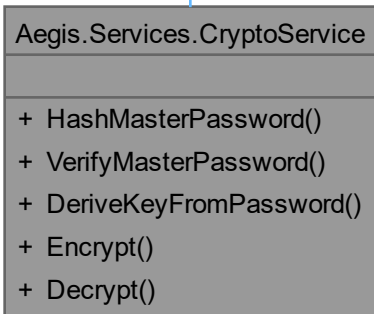 Aegis.Services.CryptoService
+ HashMasterPassword()
+ VerifyMasterPassword()
+ DeriveKeyFromPassword()
+ Encrypt()
+ Decrypt()